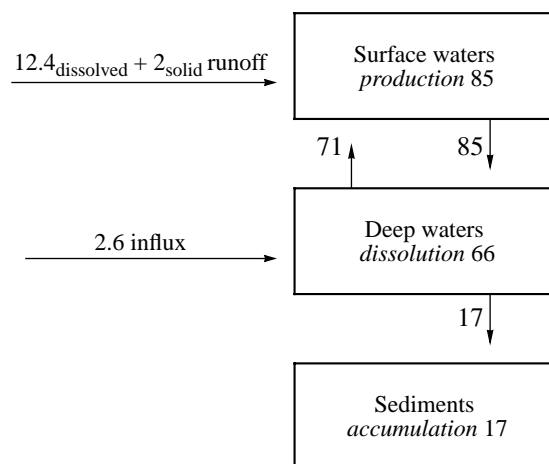 12.4dissolved + 2solid runoff
Surface waters
production 85
71
85
2.6 influx
Deep waters
dissolution 66
17
Sediments
accumulation 17